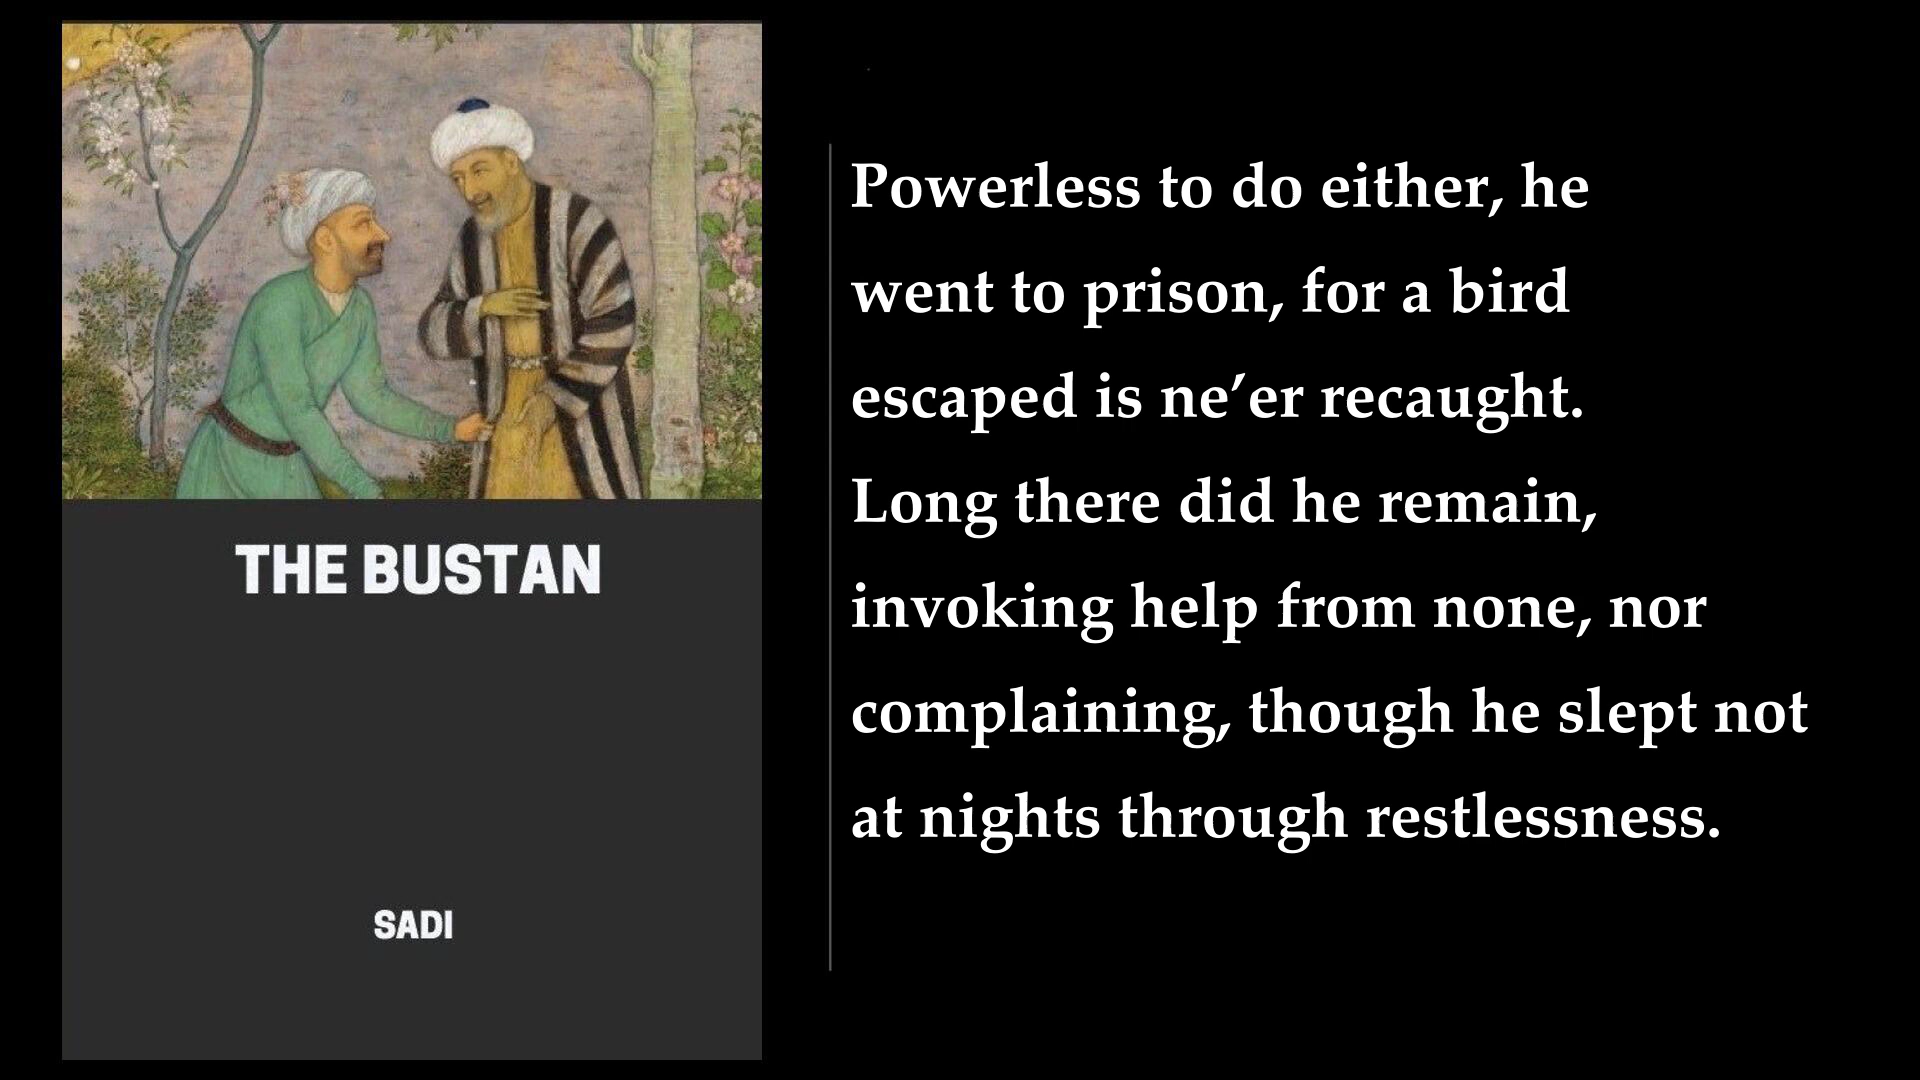 THE BUSTAN
SADI
Powerless to do either, he
went to prison, for a bird
escaped is ne’er recaught.
Long there did he remain,
invoking help from none, nor
complaining, though he slept not
at nights through restlessness.